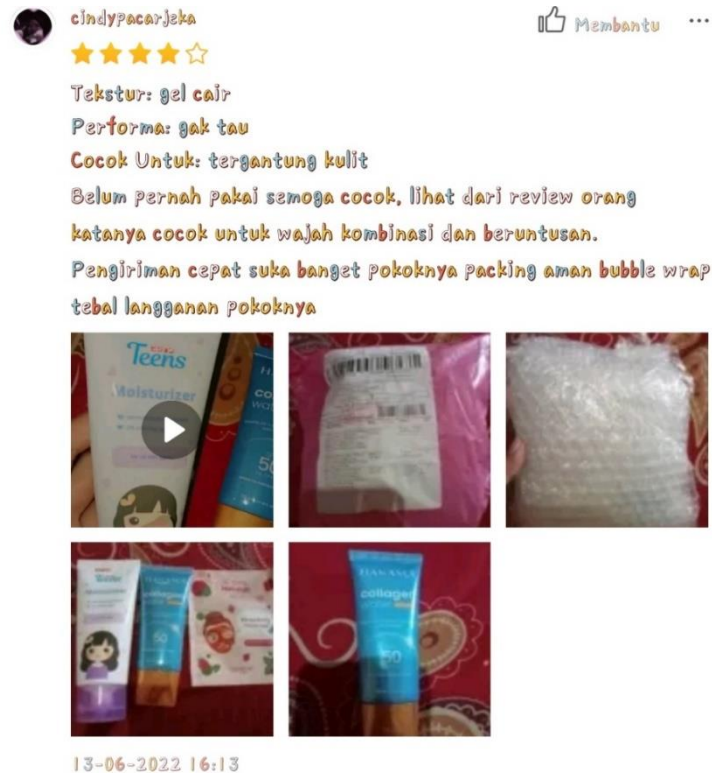 cindypacarjeka
Membantu
Tekstur: gel cair
Performa: gak tau
Cocok Untuk: tergantung kulit
Belum pernah pakai semoga cocok, lihat dari review orang
katanya cocok untuk wajah kombinasi dan beruntusan.
Pengiriman cepat suka banget pokoknya packing aman bubble wrap
tebal langganan pokoknya
Teens
Moisturizer
collagen
50
13-06-2022 16:13